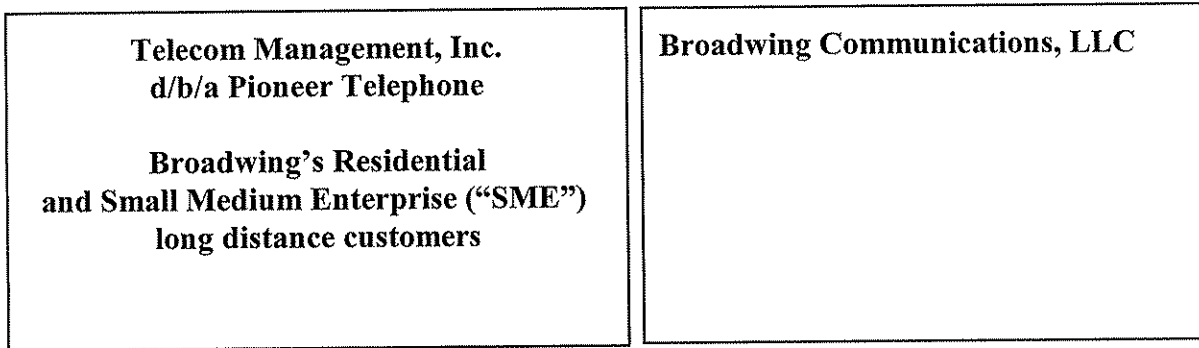 Telecom Management, Inc.
d/b/a Pioneer Telephone
Broadwing’s Residential
and Small Medium Enterprise (“SME”)
long distance customers
Broadwing Communications, LLC